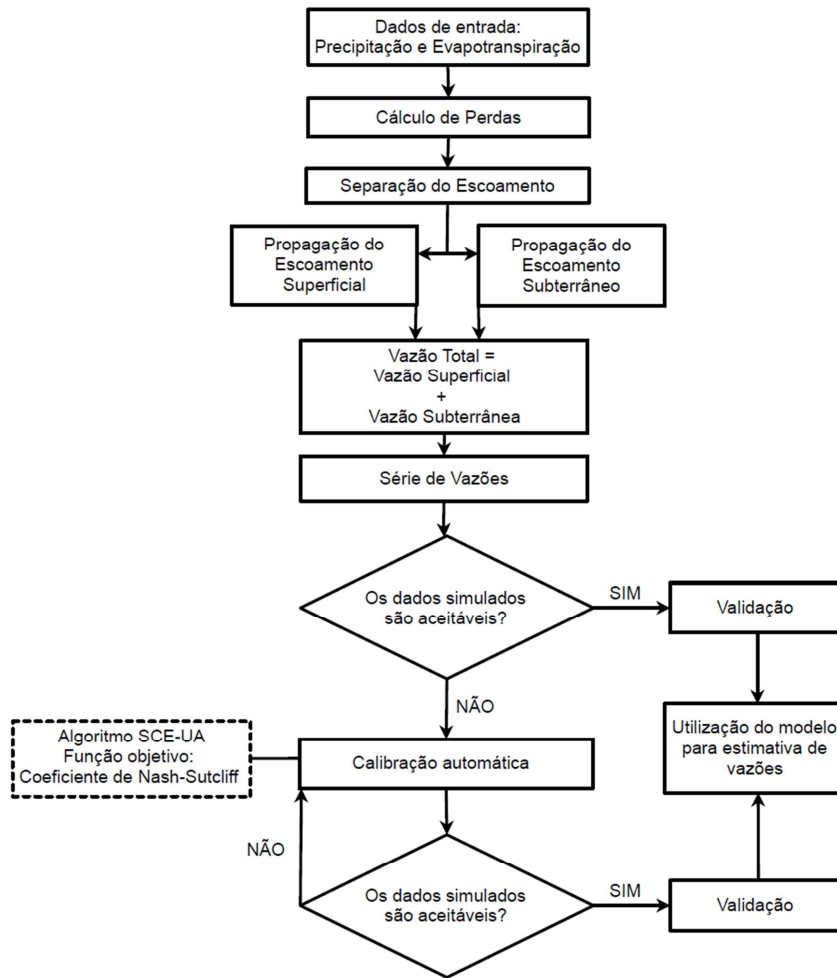 Dados de entrada:
Precipitação e Evapotranspiração
Cálculo de Perdas
Separação do Escoamento
Propagação do
Escoamento
Superficial
Propagação do
Escoamento
Subterrâneo
Vazão Total =
Vazão Superficial
+
Vazão Subterrânea
Série de Vazões
Os dados simulados
são aceitáveis?
SIM
Validação
NÃO
Utilização do modelo
para estimativa de
vazões
Algoritmo SCE-UA
Função objetivo:
Coeficiente de Nash-Sutcliff
Calibração automática
NÃO
Os dados simulados
são aceitáveis?
SIM
Validação